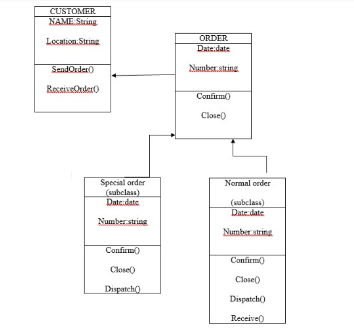 CUSTOMER
NAME:String
Location:String
SendOrder()
ReceiveOrder()
ORDER
Date:date
Number:string
Confirm()
Close()
Special order
(subclass)
Date:date
Number:string
Confirm()
Close()
Dispatch()
Normal order
(subclass)
Date:date
Number:string
Confirm()
Close()
Dispatch()
Receive()